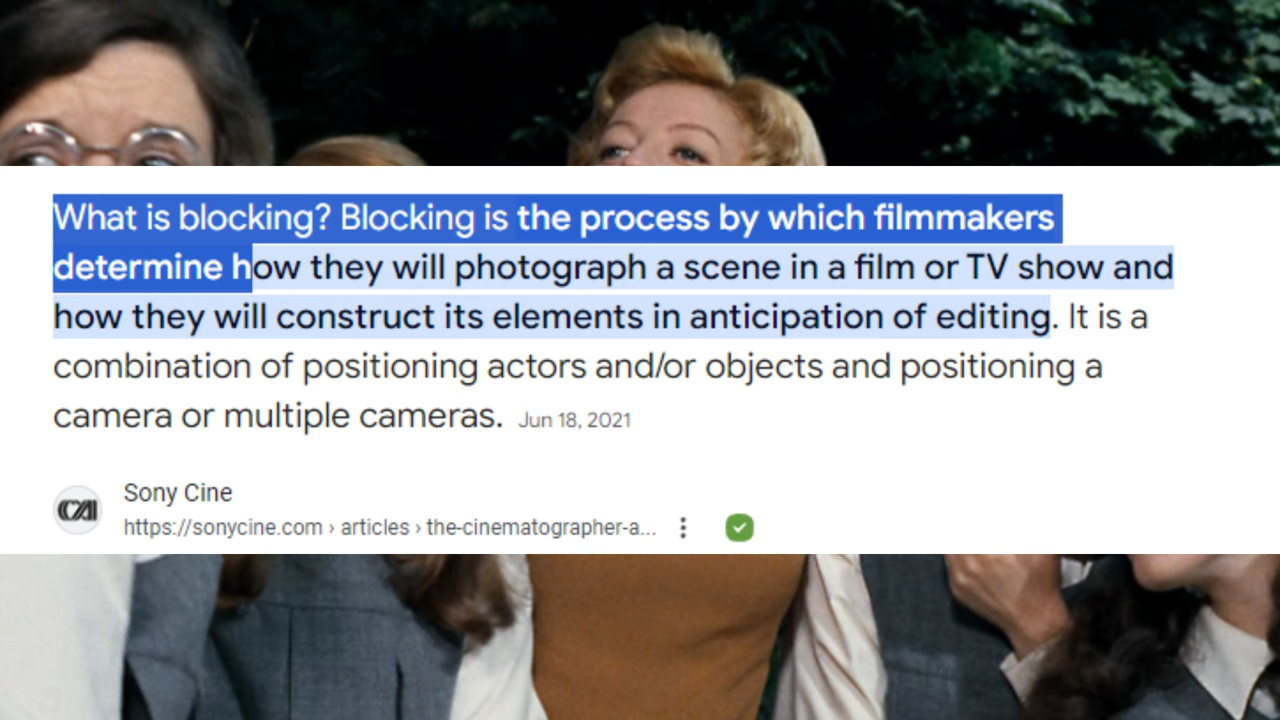 What is blocking? Blocking is the process by which filmmakers
determine how they will photograph a scene in a film or TV show and
how they will construct its elements in anticipation of editing. It is a
combination of positioning actors and/or objects and positioning a
camera or multiple cameras. Jun 18, 2021
Sony Cine
https://sonycine.com › articles › the-cinematographer-a...